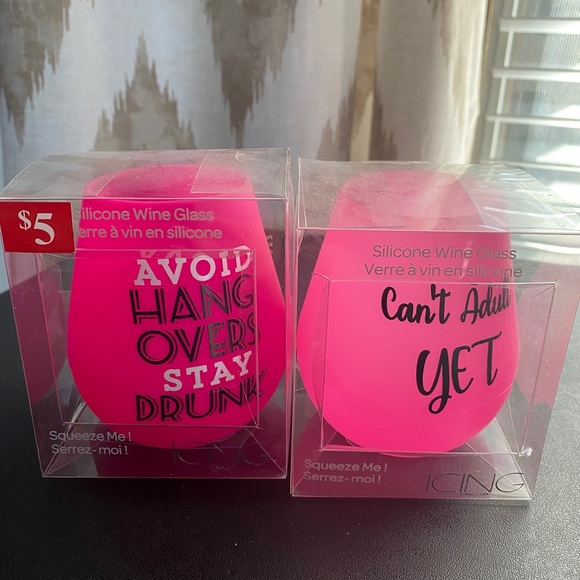 $5
Silicone Wine Glass
Verre à vin en silicone
AVOID
HANG
OVERS
STAY
DRUNK
Squeeze Me !
Serrez-moi !
ICING
Silicone Wine Glass
Verre à vin en silicone
Can't Adult
YET
Squeeze Me !
Serrez-moi !
ICING